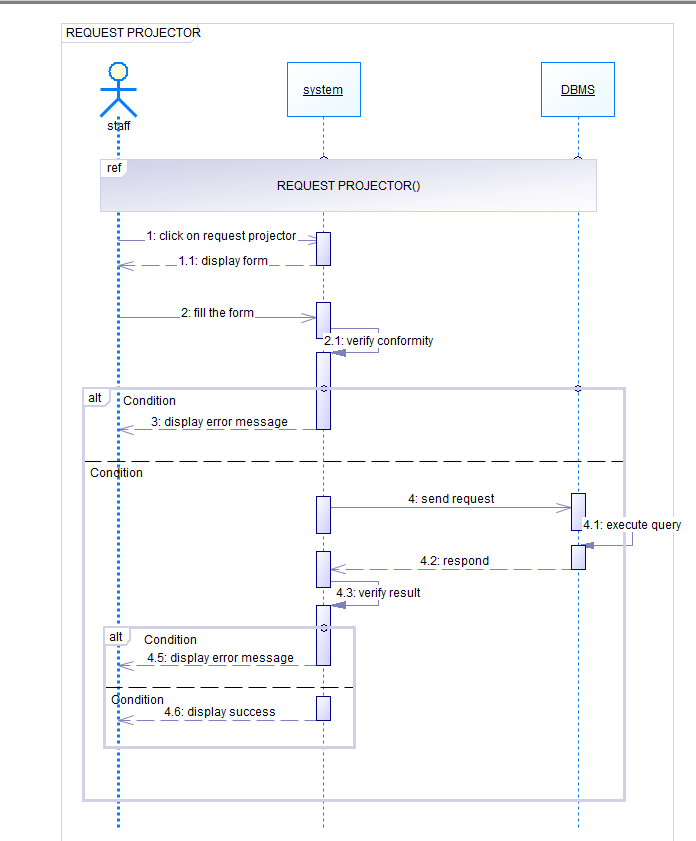 REQUEST PROJECTOR
staff
system
DBMS
ref
REQUEST PROJECTOR()
1: click on request projector
1.1: display form
2: fill the form
2.1: verify conformity
alt
Condition
3: display error message
Condition
4: send request
4.1: execute query
4.2: respond
4.3: verify result
alt
Condition
4.5: display error message
Condition
4.6: display success